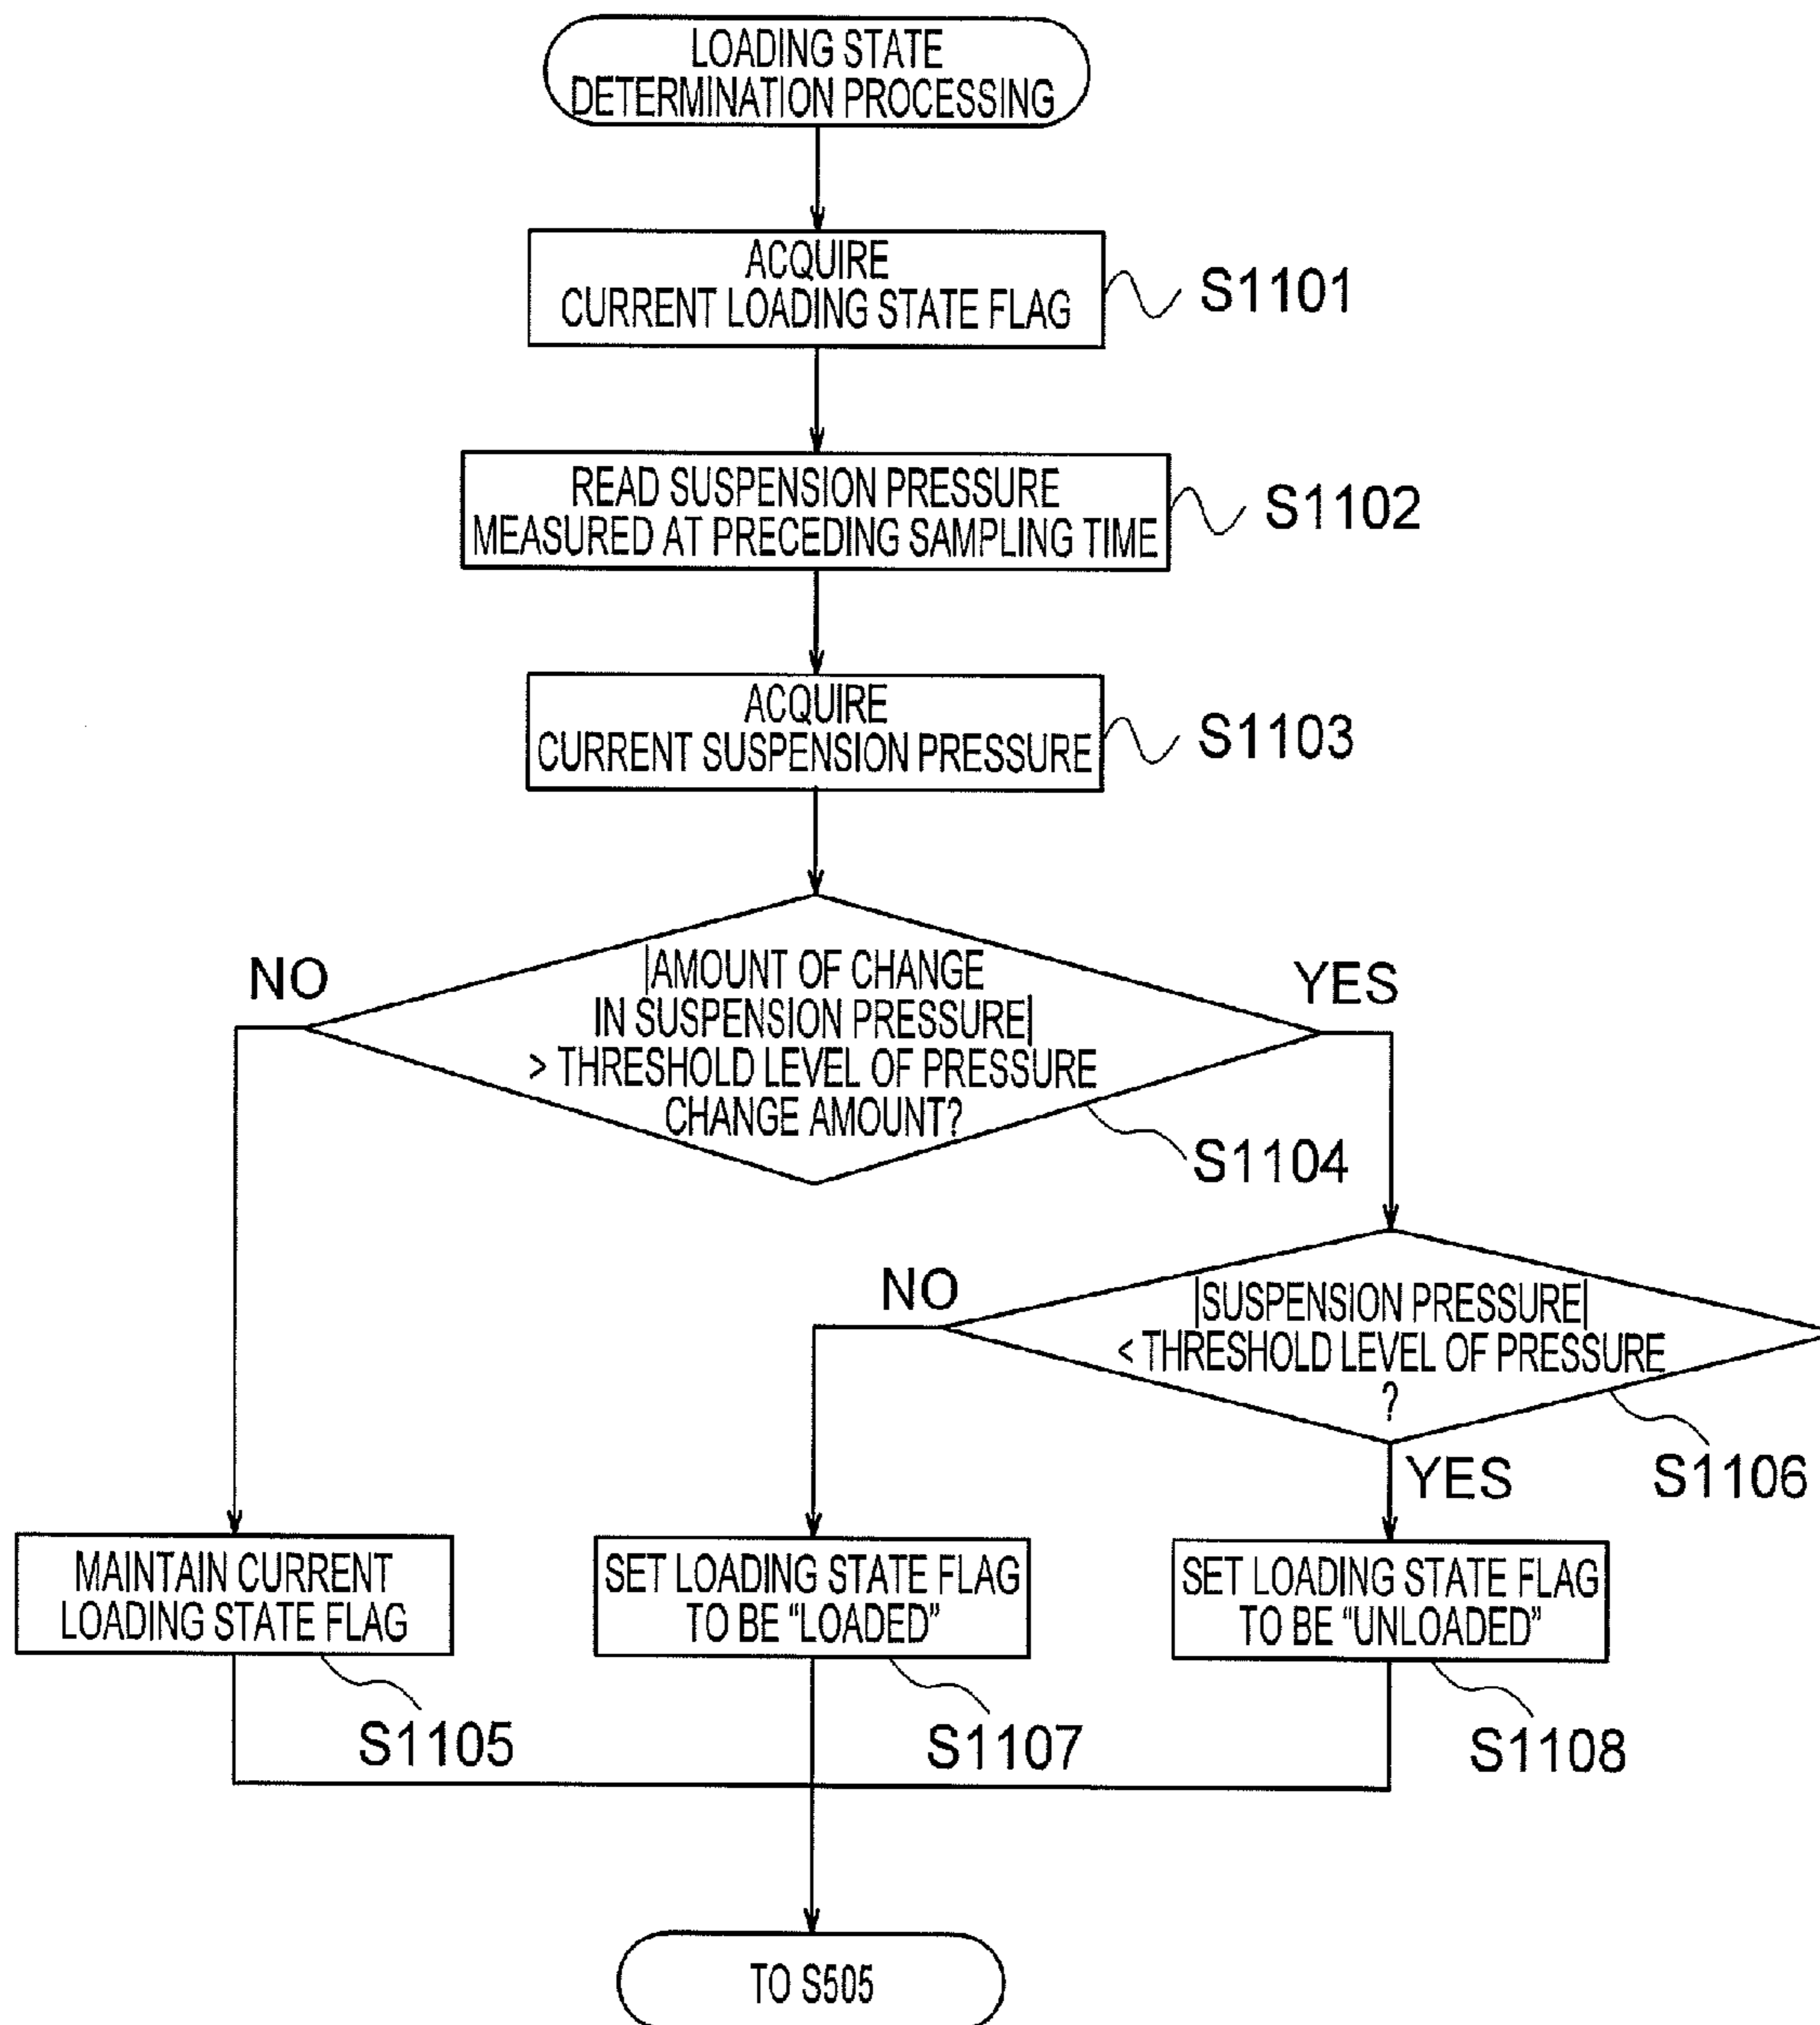 LOADING STATE
DETERMINATION PROCESSING
ACQUIRE
CURRENT LOADING STATE FLAG
S1101
READ SUSPENSION PRESSURE
MEASURED AT PRECEDING SAMPLING TIME
S1102
ACQUIRE
CURRENT SUSPENSION PRESSURE
S1103
NO
|AMOUNT OF CHANGE
IN SUSPENSION PRESSURE|
> THRESHOLD LEVEL OF PRESSURE
CHANGE AMOUNT?
YES
S1104
NO
|SUSPENSION PRESSURE|
< THRESHOLD LEVEL OF PRESSURE
?
YES
S1106
MAINTAIN CURRENT
LOADING STATE FLAG
S1105
SET LOADING STATE FLAG
TO BE “LOADED”
S1107
SET LOADING STATE FLAG
TO BE “UNLOADED”
S1108
TO S505